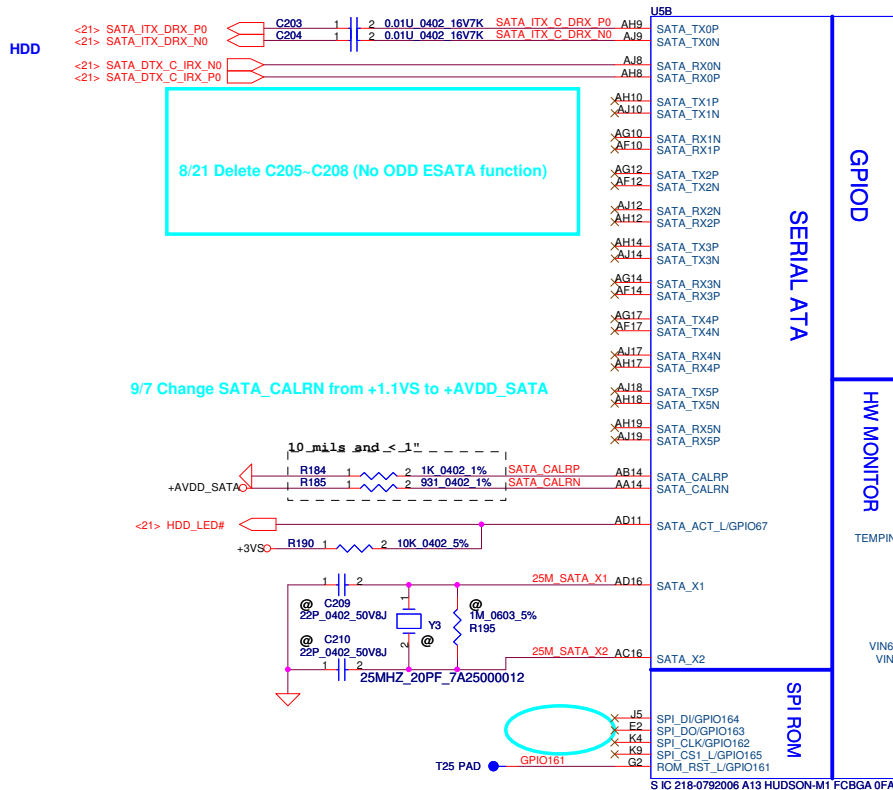 U5B
HDD
<21> SATA_ITX_DRX_P0 C203 1 2 0.01U_0402_16V7K SATA_ITX_C_DRX_P0 AH9 SATA_TX0P
<21> SATA_ITX_DRX_N0 C204 1 2 0.01U_0402_16V7K SATA_ITX_C_DRX_N0 AJ9 SATA_TX0N
<21> SATA_DTX_C_IRX_N0 AJ8 SATA_RX0N
<21> SATA_DTX_C_IRX_P0 AH8 SATA_RX0P
AH10 SATA_TX1P
AJ10 SATA_TX1N
AG10 SATA_RX1N
AF10 SATA_RX1P
8/21 Delete C205~C208 (No ODD ESATA function)
AG12 SATA_TX2P
AF12 SATA_TX2N
AJ12 SATA_RX2N
AH12 SATA_RX2P
AH14 SATA_TX3P
AJ14 SATA_TX3N
AG14 SATA_RX3N
AF14 SATA_RX3P
AG17 SATA_TX4P
AF17 SATA_TX4N
AJ17 SATA_RX4N
AH17 SATA_RX4P
9/7 Change SATA_CALRN from +1.1VS to +AVDD_SATA
AJ18 SATA_TX5P
AH18 SATA_TX5N
AH19 SATA_RX5N
AJ19 SATA_RX5P
10 mils and < 1"
R184 1 2 1K_0402_1% SATA_CALRP AB14 SATA_CALRP
+AVDD_SATA R185 1 2 931_0402_1% SATA_CALRN AA14 SATA_CALRN
<21> HDD_LED# AD11 SATA_ACT_L/GPIO67
+3VS R190 1 2 10K_0402_5%
1 2 25M_SATA_X1 AD16 SATA_X1
@ C209
22P_0402_50V8J
1 Y3 2 @
@ 1M_0603_5%
R195
@ C210
22P_0402_50V8J
1 2 25M_SATA_X2 AC16 SATA_X2
25MHZ_20PF_7A25000012
J5 SPI_DI/GPIO164
E2 SPI_DO/GPIO163
K4 SPI_CLK/GPIO162
K9 SPI_CS1_L/GPIO165
T25 PAD GPIO161 G2 ROM_RST_L/GPIO161
SERIAL ATA
SPI ROM
GPIOD
HW MONITOR
TEMPIN
VIN6
VIN
S IC 218-0792006 A13 HUDSON-M1 FCBGA 0FA